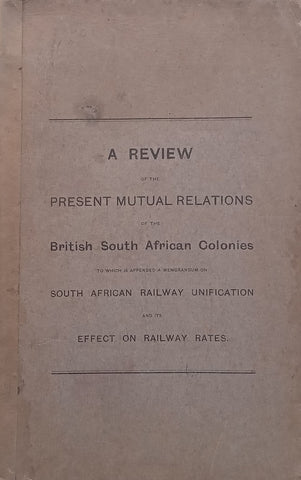 A REVIEW
OF THE
PRESENT MUTUAL RELATIONS
OF THE
British South African Colonies
TO WHICH IS APPENDED A MEMORANDUM ON
SOUTH AFRICAN RAILWAY UNIFICATION
AND ITS
EFFECT ON RAILWAY RATES.